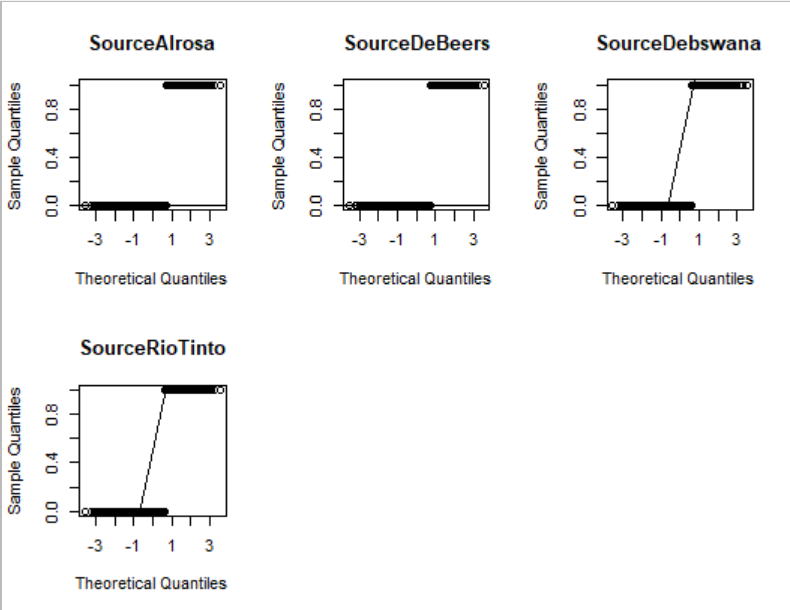 SourceAlrosa
Sample Quantiles
0.0 0.4 0.8
-3 -1 1 3
Theoretical Quantiles
SourceDeBeers
Sample Quantiles
0.0 0.4 0.8
-3 -1 1 3
Theoretical Quantiles
SourceDebswana
Sample Quantiles
0.0 0.4 0.8
-3 -1 1 3
Theoretical Quantiles
SourceRioTinto
Sample Quantiles
0.0 0.4 0.8
-3 -1 1 3
Theoretical Quantiles